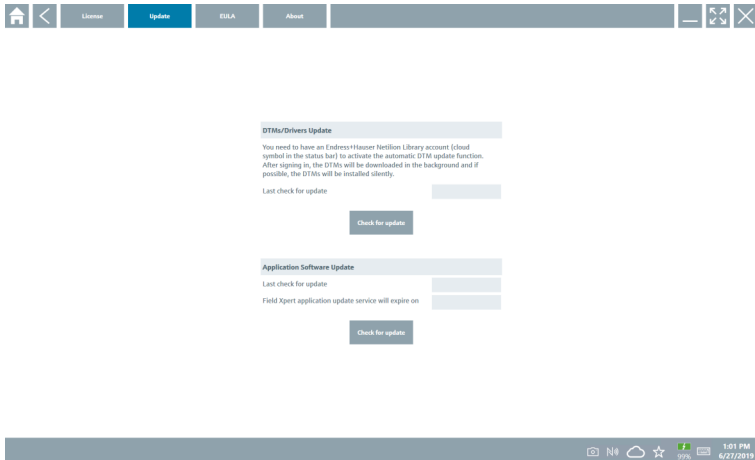 License
Update
EULA
About
DTMs/Drivers Update
You need to have an Endress+Hauser Netilion Library account (cloud
symbol in the status bar) to activate the automatic DTM update function.
After signing in, the DTMs will be downloaded in the background and if
possible, the DTMs will be installed silently.
Last check for update
Check for update
Application Software Update
Last check for update
Field Xpert application update service will expire on
Check for update
99%
1:01 PM
6/27/2019